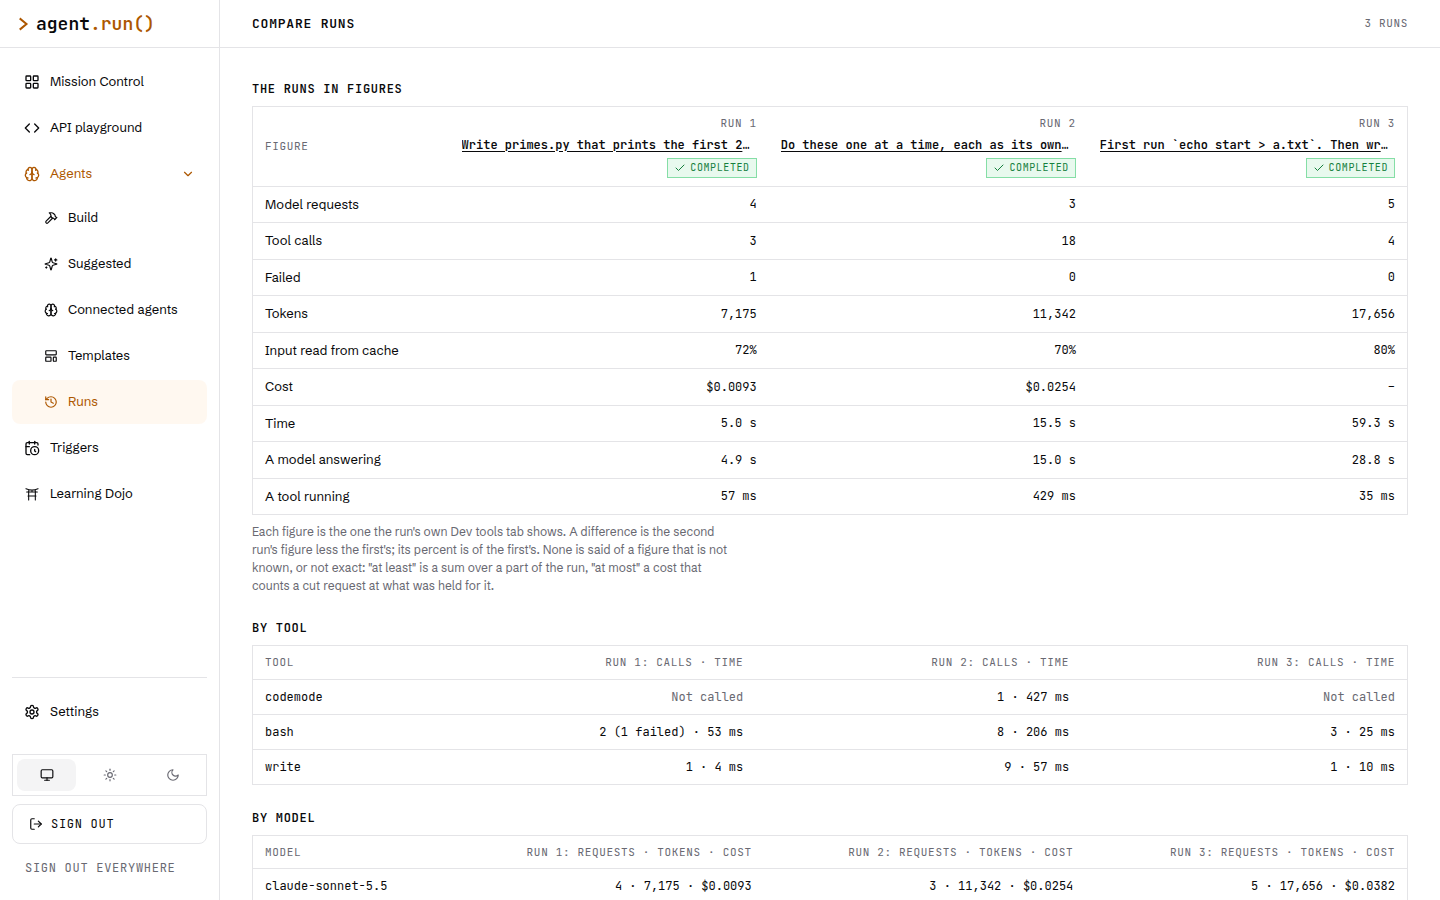 agent.run()
COMPARE RUNS
3 RUNS
Mission Control
API playground
Agents
Build
Suggested
Connected agents
Templates
Runs
Triggers
Learning Dojo
Settings
SIGN OUT
SIGN OUT EVERYWHERE
THE RUNS IN FIGURES
FIGURE
RUN 1
Write primes.py that prints the first 2…
COMPLETED
RUN 2
Do these one at a time, each as its own…
COMPLETED
RUN 3
First run `echo start > a.txt`. Then wr…
COMPLETED
Model requests 4 3 5
Tool calls 3 18 4
Failed 1 0 0
Tokens 7,175 11,342 17,656
Input read from cache 72% 70% 80%
Cost $0.0093 $0.0254 –
Time 5.0 s 15.5 s 59.3 s
A model answering 4.9 s 15.0 s 28.8 s
A tool running 57 ms 429 ms 35 ms
Each figure is the one the run's own Dev tools tab shows. A difference is the second
run's figure less the first's; its percent is of the first's. None is said of a figure that is not
known, or not exact: "at least" is a sum over a part of the run, "at most" a cost that
counts a cut request at what was held for it.
BY TOOL
TOOL RUN 1: CALLS · TIME RUN 2: CALLS · TIME RUN 3: CALLS · TIME
codemode Not called 1 · 427 ms Not called
bash 2 (1 failed) · 53 ms 8 · 206 ms 3 · 25 ms
write 1 · 4 ms 9 · 57 ms 1 · 10 ms
BY MODEL
MODEL RUN 1: REQUESTS · TOKENS · COST RUN 2: REQUESTS · TOKENS · COST RUN 3: REQUESTS · TOKENS · COST
claude-sonnet-5.5 4 · 7,175 · $0.0093 3 · 11,342 · $0.0254 5 · 17,656 · $0.0382